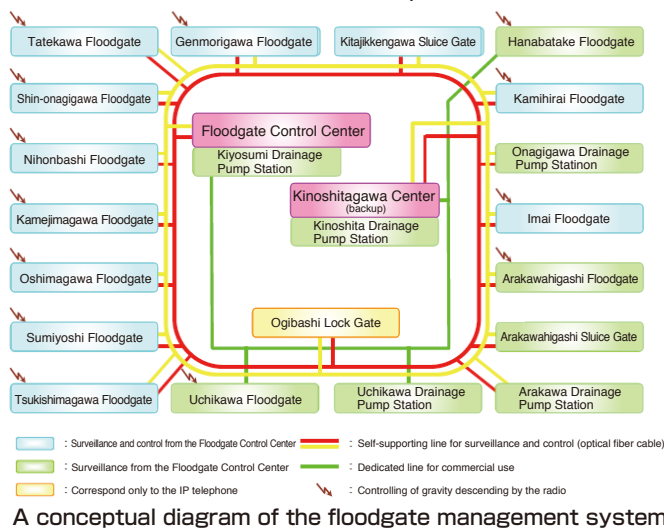 Tatekawa Floodgate
Genmorigawa Floodgate
Kitajikkengawa Sluice Gate
Hanabatake Floodgate
Shin-onagigawa Floodgate
Kamihirai Floodgate
Floodgate Control Center
Kiyosumi Drainage
Pump Station
Nihonbashi Floodgate
Onagigawa Drainage
Pump Statinon
Kinoshitagawa Center
(backup)
Kinoshita Drainage
Pump Station
Kamejimagawa Floodgate
Imai Floodgate
Oshimagawa Floodgate
Arakawahigashi Floodgate
Ogibashi Lock Gate
Sumiyoshi Floodgate
Arakawahigashi Sluice Gate
Tsukishimagawa Floodgate
Uchikawa Floodgate
Uchikawa Drainage
Pump Station
Arakawa Drainage
Pump Station
: Surveillance and control from the Floodgate Control Center
: Self-supporting line for surveillance and control (optical fiber cable)
: Surveillance from the Floodgate Control Center
: Dedicated line for commercial use
: Correspond only to the IP telephone
: Controlling of gravity descending by the radio
A conceptual diagram of the floodgate management system